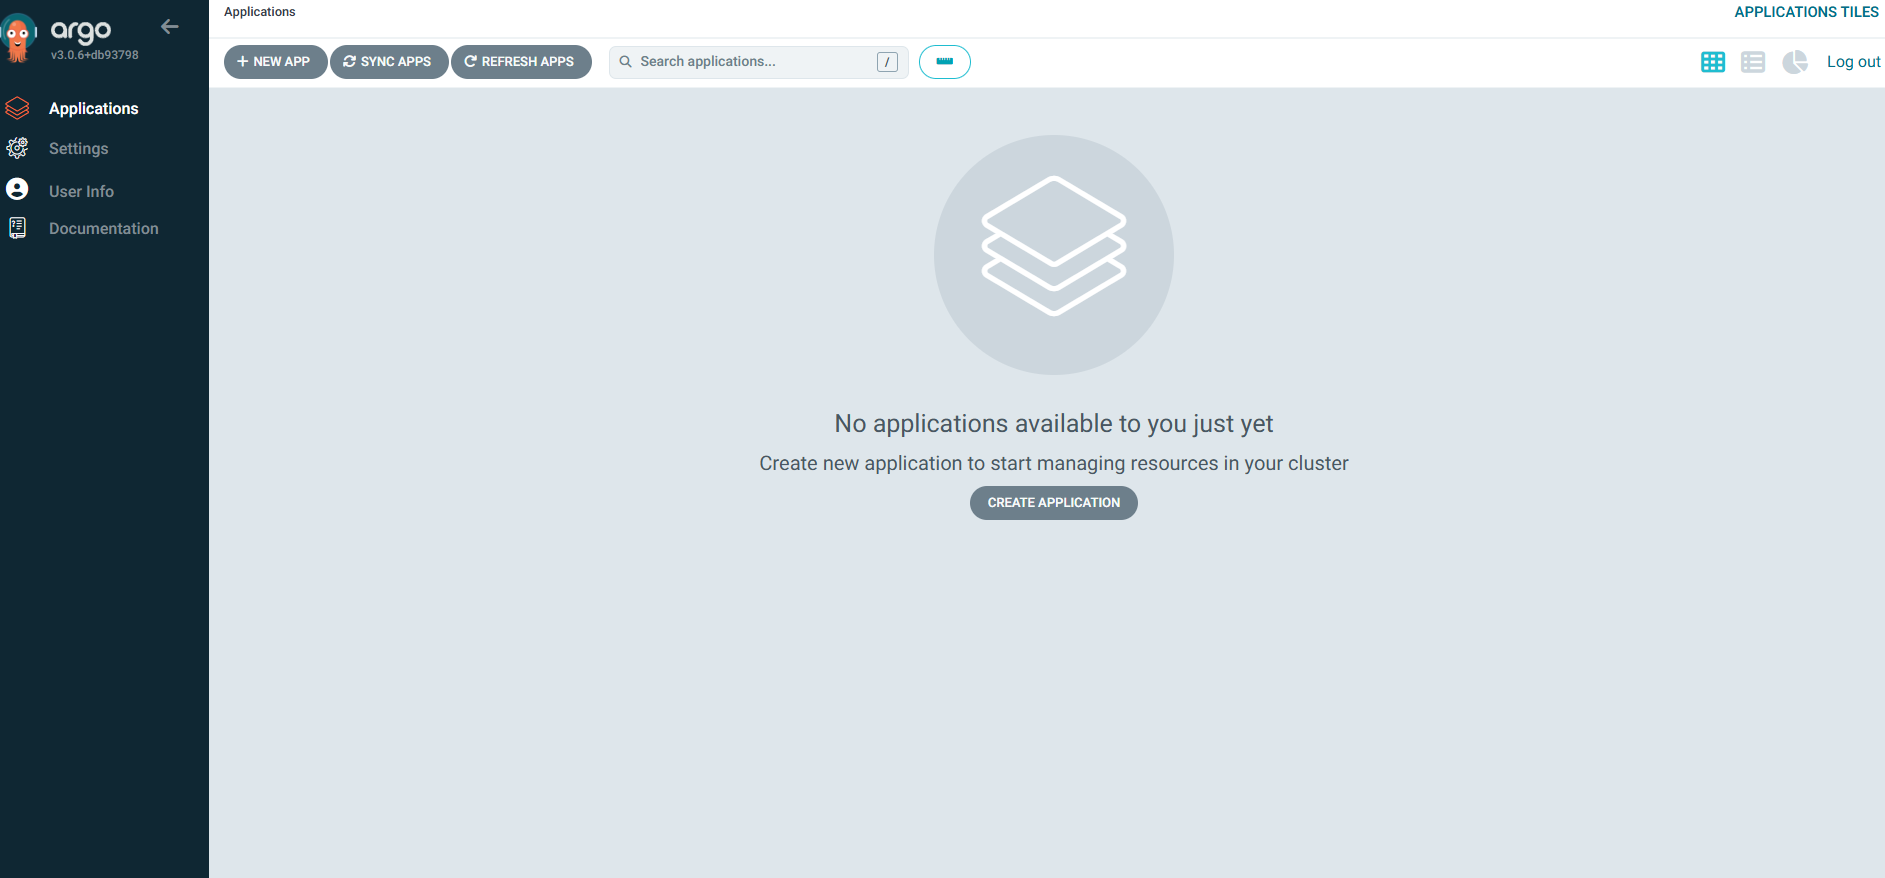 argo
v3.0.6+db93798
Applications
Settings
User Info
Documentation
Applications
APPLICATIONS TILES
NEW APP
SYNC APPS
REFRESH APPS
Search applications...
/
Log out
No applications available to you just yet
Create new application to start managing resources in your cluster
CREATE APPLICATION